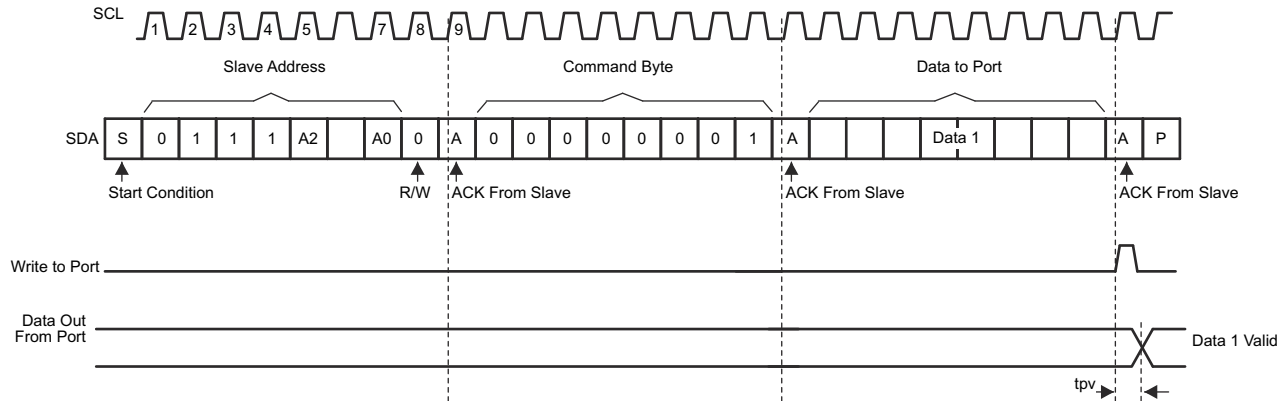 SCL
1 2 3 4 5 7 8 9
Slave Address Command Byte Data to Port
SDA S 0 1 1 1 A2 A0 0 A 0 0 0 0 0 0 0 1 A Data 1 A P
Start Condition R/W ACK From Slave ACK From Slave ACK From Slave
Write to Port
Data Out
From Port
Data 1 Valid
tpv